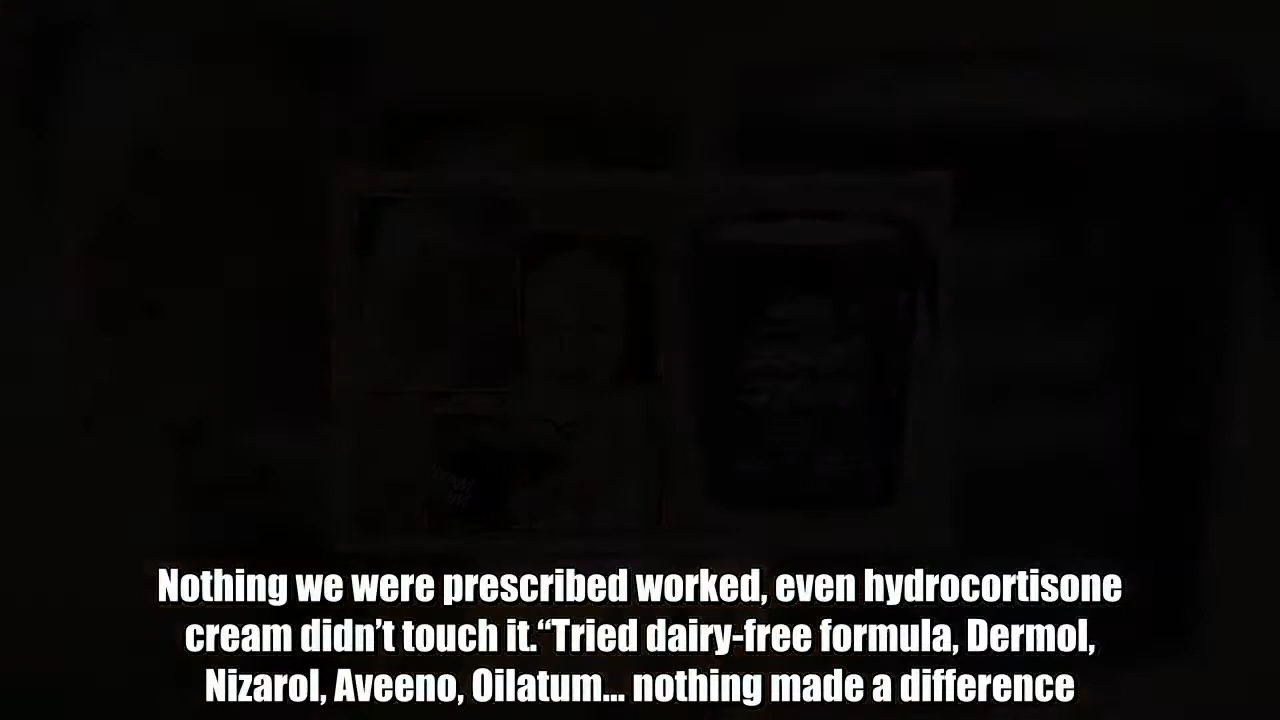 Nothing we were prescribed worked, even hydrocortisone
cream didn’t touch it.“Tried dairy-free formula, Dermol,
Nizarol, Aveeno, Oilatum... nothing made a difference